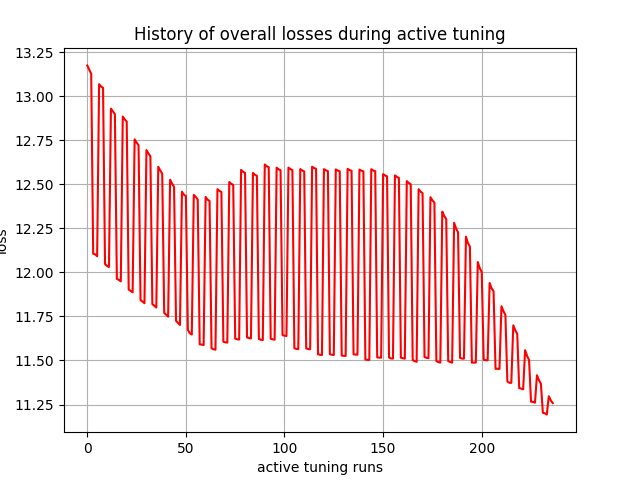 History of overall losses during active tuning
13.25
13.00
12.75
12.50
12.25
12.00
11.75
11.50
11.25
loss
0 50 100 150 200
active tuning runs